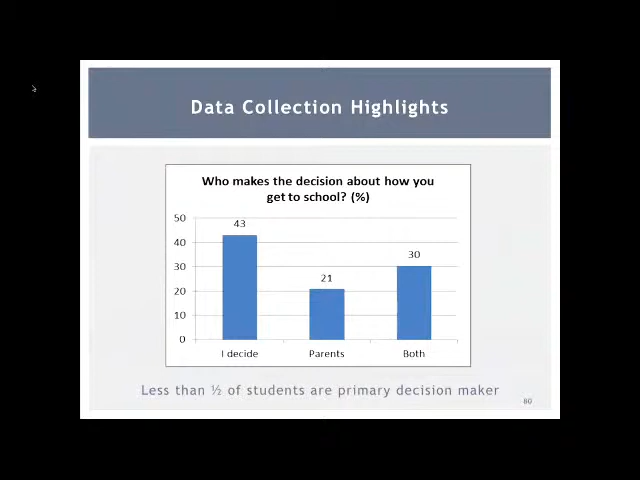 Data Collection Highlights
Who makes the decision about how you
get to school? (%)
50
40
30
20
10
0
43
21
30
I decide
Parents
Both
Less than ½ of students are primary decision maker
80